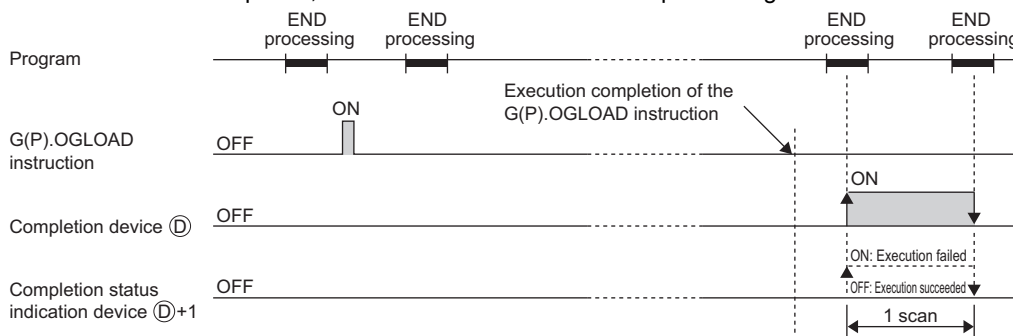 END processing
END processing
END processing
END processing
Program
Execution completion of the
G(P).OGLOAD instruction
ON
G(P).OGLOAD
instruction
OFF
ON
Completion device Ⓓ
OFF
ON: Execution failed
Completion status
indication device Ⓓ+1
OFF
OFF: Execution succeeded
1 scan